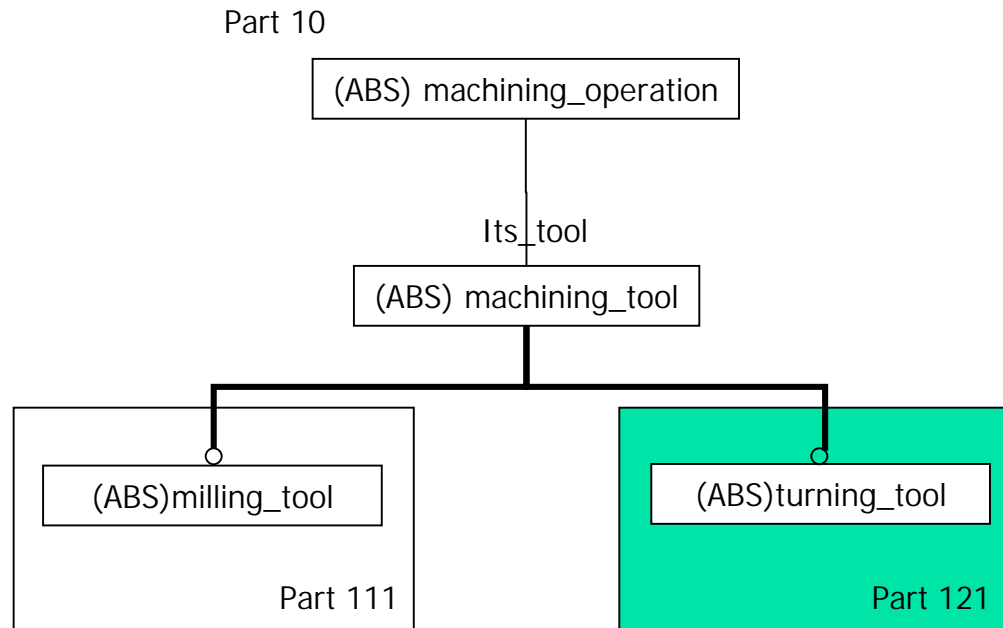 Part 10
(ABS) machining_operation
Its_tool
(ABS) machining_tool
(ABS)milling_tool
(ABS)turning_tool
Part 111
Part 121